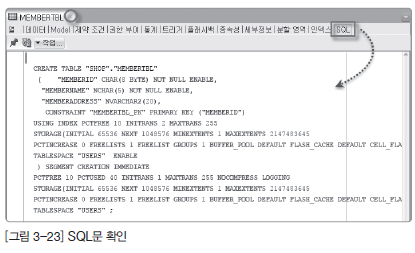 MEMBERTBL
열 |데이터|Model|제약 조건|권한 부여|통계|트리거|플래시백|종속성|세부정보|분할 영역|인덱스|SQL
작업...
CREATE TABLE "SHOP"."MEMBERTBL"
( "MEMBERID" CHAR(8 BYTE) NOT NULL ENABLE,
"MEMBERNAME" NCHAR(5) NOT NULL ENABLE,
"MEMBERADDRESS" NVARCHAR2(20),
CONSTRAINT "MEMBERTBL_PK" PRIMARY KEY ("MEMBERID")
USING INDEX PCTFREE 10 INITRANS 2 MAXTRANS 255
STORAGE(INITIAL 65536 NEXT 1048576 MINEXTENTS 1 MAXEXTENTS 2147483645
PCTINCREASE 0 FREELISTS 1 FREELIST GROUPS 1 BUFFER_POOL DEFAULT FLASH_CACHE DEFAULT CELL_FLA
TABLESPACE "USERS" ENABLE
) SEGMENT CREATION IMMEDIATE
PCTFREE 10 PCTUSED 40 INITRANS 1 MAXTRANS 255 NOCOMPRESS LOGGING
STORAGE(INITIAL 65536 NEXT 1048576 MINEXTENTS 1 MAXEXTENTS 2147483645
PCTINCREASE 0 FREELISTS 1 FREELIST GROUPS 1 BUFFER_POOL DEFAULT FLASH_CACHE DEFAULT CELL_FLA
TABLESPACE "USERS" ;
[그림 3-23] SQL문 확인